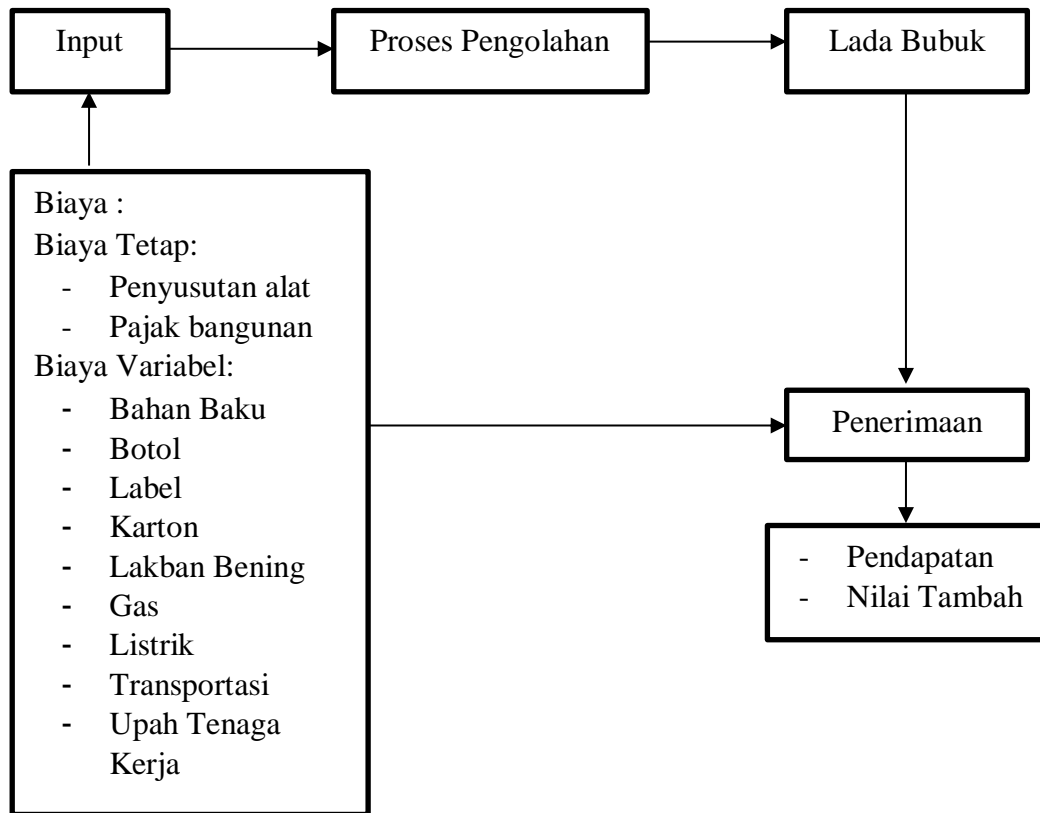 Input
Proses Pengolahan
Lada Bubuk
Biaya :
Biaya Tetap:
- Penyusutan alat
- Pajak bangunan
Biaya Variabel:
- Bahan Baku
- Botol
- Label
- Karton
- Lakban Bening
- Gas
- Listrik
- Transportasi
- Upah Tenaga
Kerja
Penerimaan
- Pendapatan
- Nilai Tambah